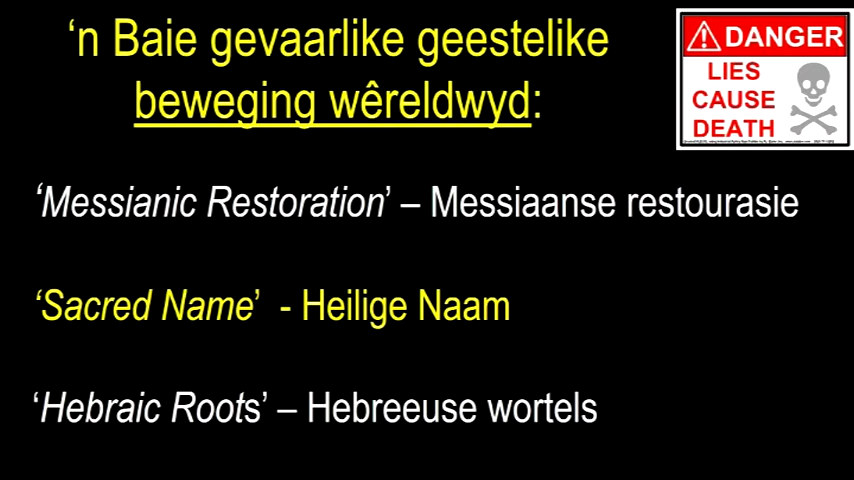 ‘n Baie gevaarlike geestelike
beweging wêreldwyd:
DANGER
LIES
CAUSE
DEATH
‘Messianic Restoration’ – Messiaanse restourasie
‘Sacred Name’ - Heilige Naam
‘Hebraic Roots’ – Hebreeuse wortels